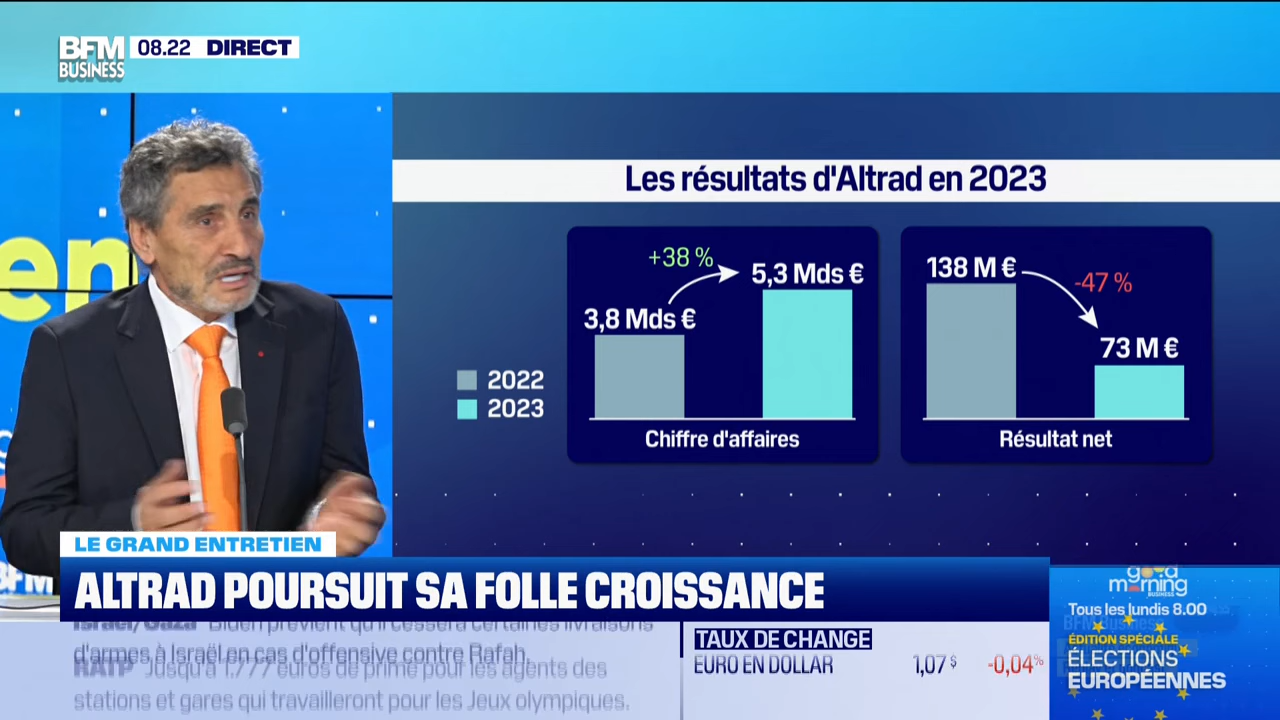 BFM
BUSINESS
08.22 DIRECT
en
Les résultats d'Altrad en 2023
+38 %
5,3 Mds €
3,8 Mds €
2022
2023
Chiffre d'affaires
138 M €
-47 %
73 M €
Résultat net
LE GRAND ENTRETIEN
ALTRAD POURSUIT SA FOLLE CROISSANCE
BFM
good
morning
BUSINESS
Tous les lundis 8.00
ÉDITION SPÉCIALE
ÉLECTIONS
EUROPÉENNES
Israël/Gaza Biden prévient qu'il cessera certaines livraisons
d'armes à Israël en cas d'offensive contre Rafah.
RATP Jusqu'à 1.777 euros de prime pour les agents des
stations et gares qui travailleront pour les Jeux olympiques.
TAUX DE CHANGE
EURO EN DOLLAR 1,07 $ -0,04%